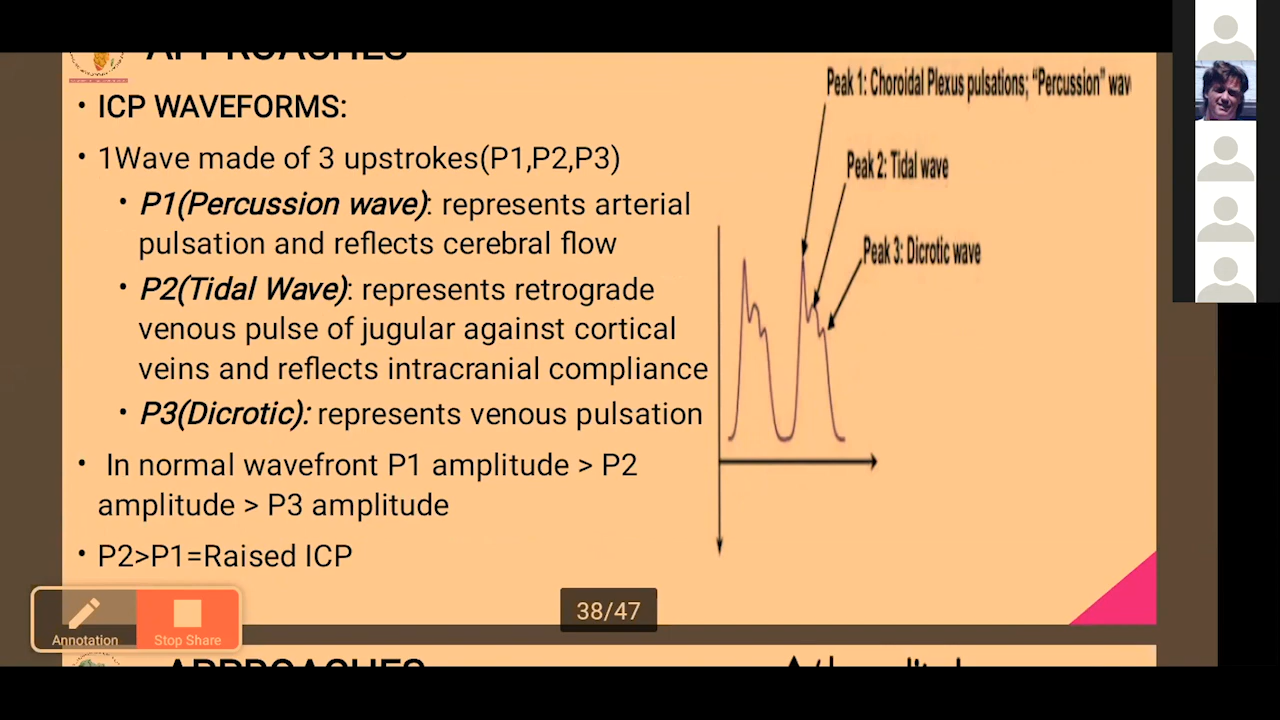 APPROACHES
• ICP WAVEFORMS:
• 1Wave made of 3 upstrokes(P1,P2,P3)
• P1(Percussion wave): represents arterial
pulsation and reflects cerebral flow
• P2(Tidal Wave): represents retrograde
venous pulse of jugular against cortical
veins and reflects intracranial compliance
• P3(Dicrotic): represents venous pulsation
• In normal wavefront P1 amplitude > P2
amplitude > P3 amplitude
• P2>P1=Raised ICP
Peak 1: Choroidal Plexus pulsations; “Percussion” wav
Peak 2: Tidal wave
Peak 3: Dicrotic wave
38/47
Annotation
Stop Share
APPROACHES